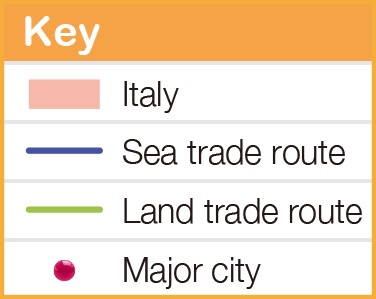 Key
Italy
Sea trade route
Land trade route
Major city